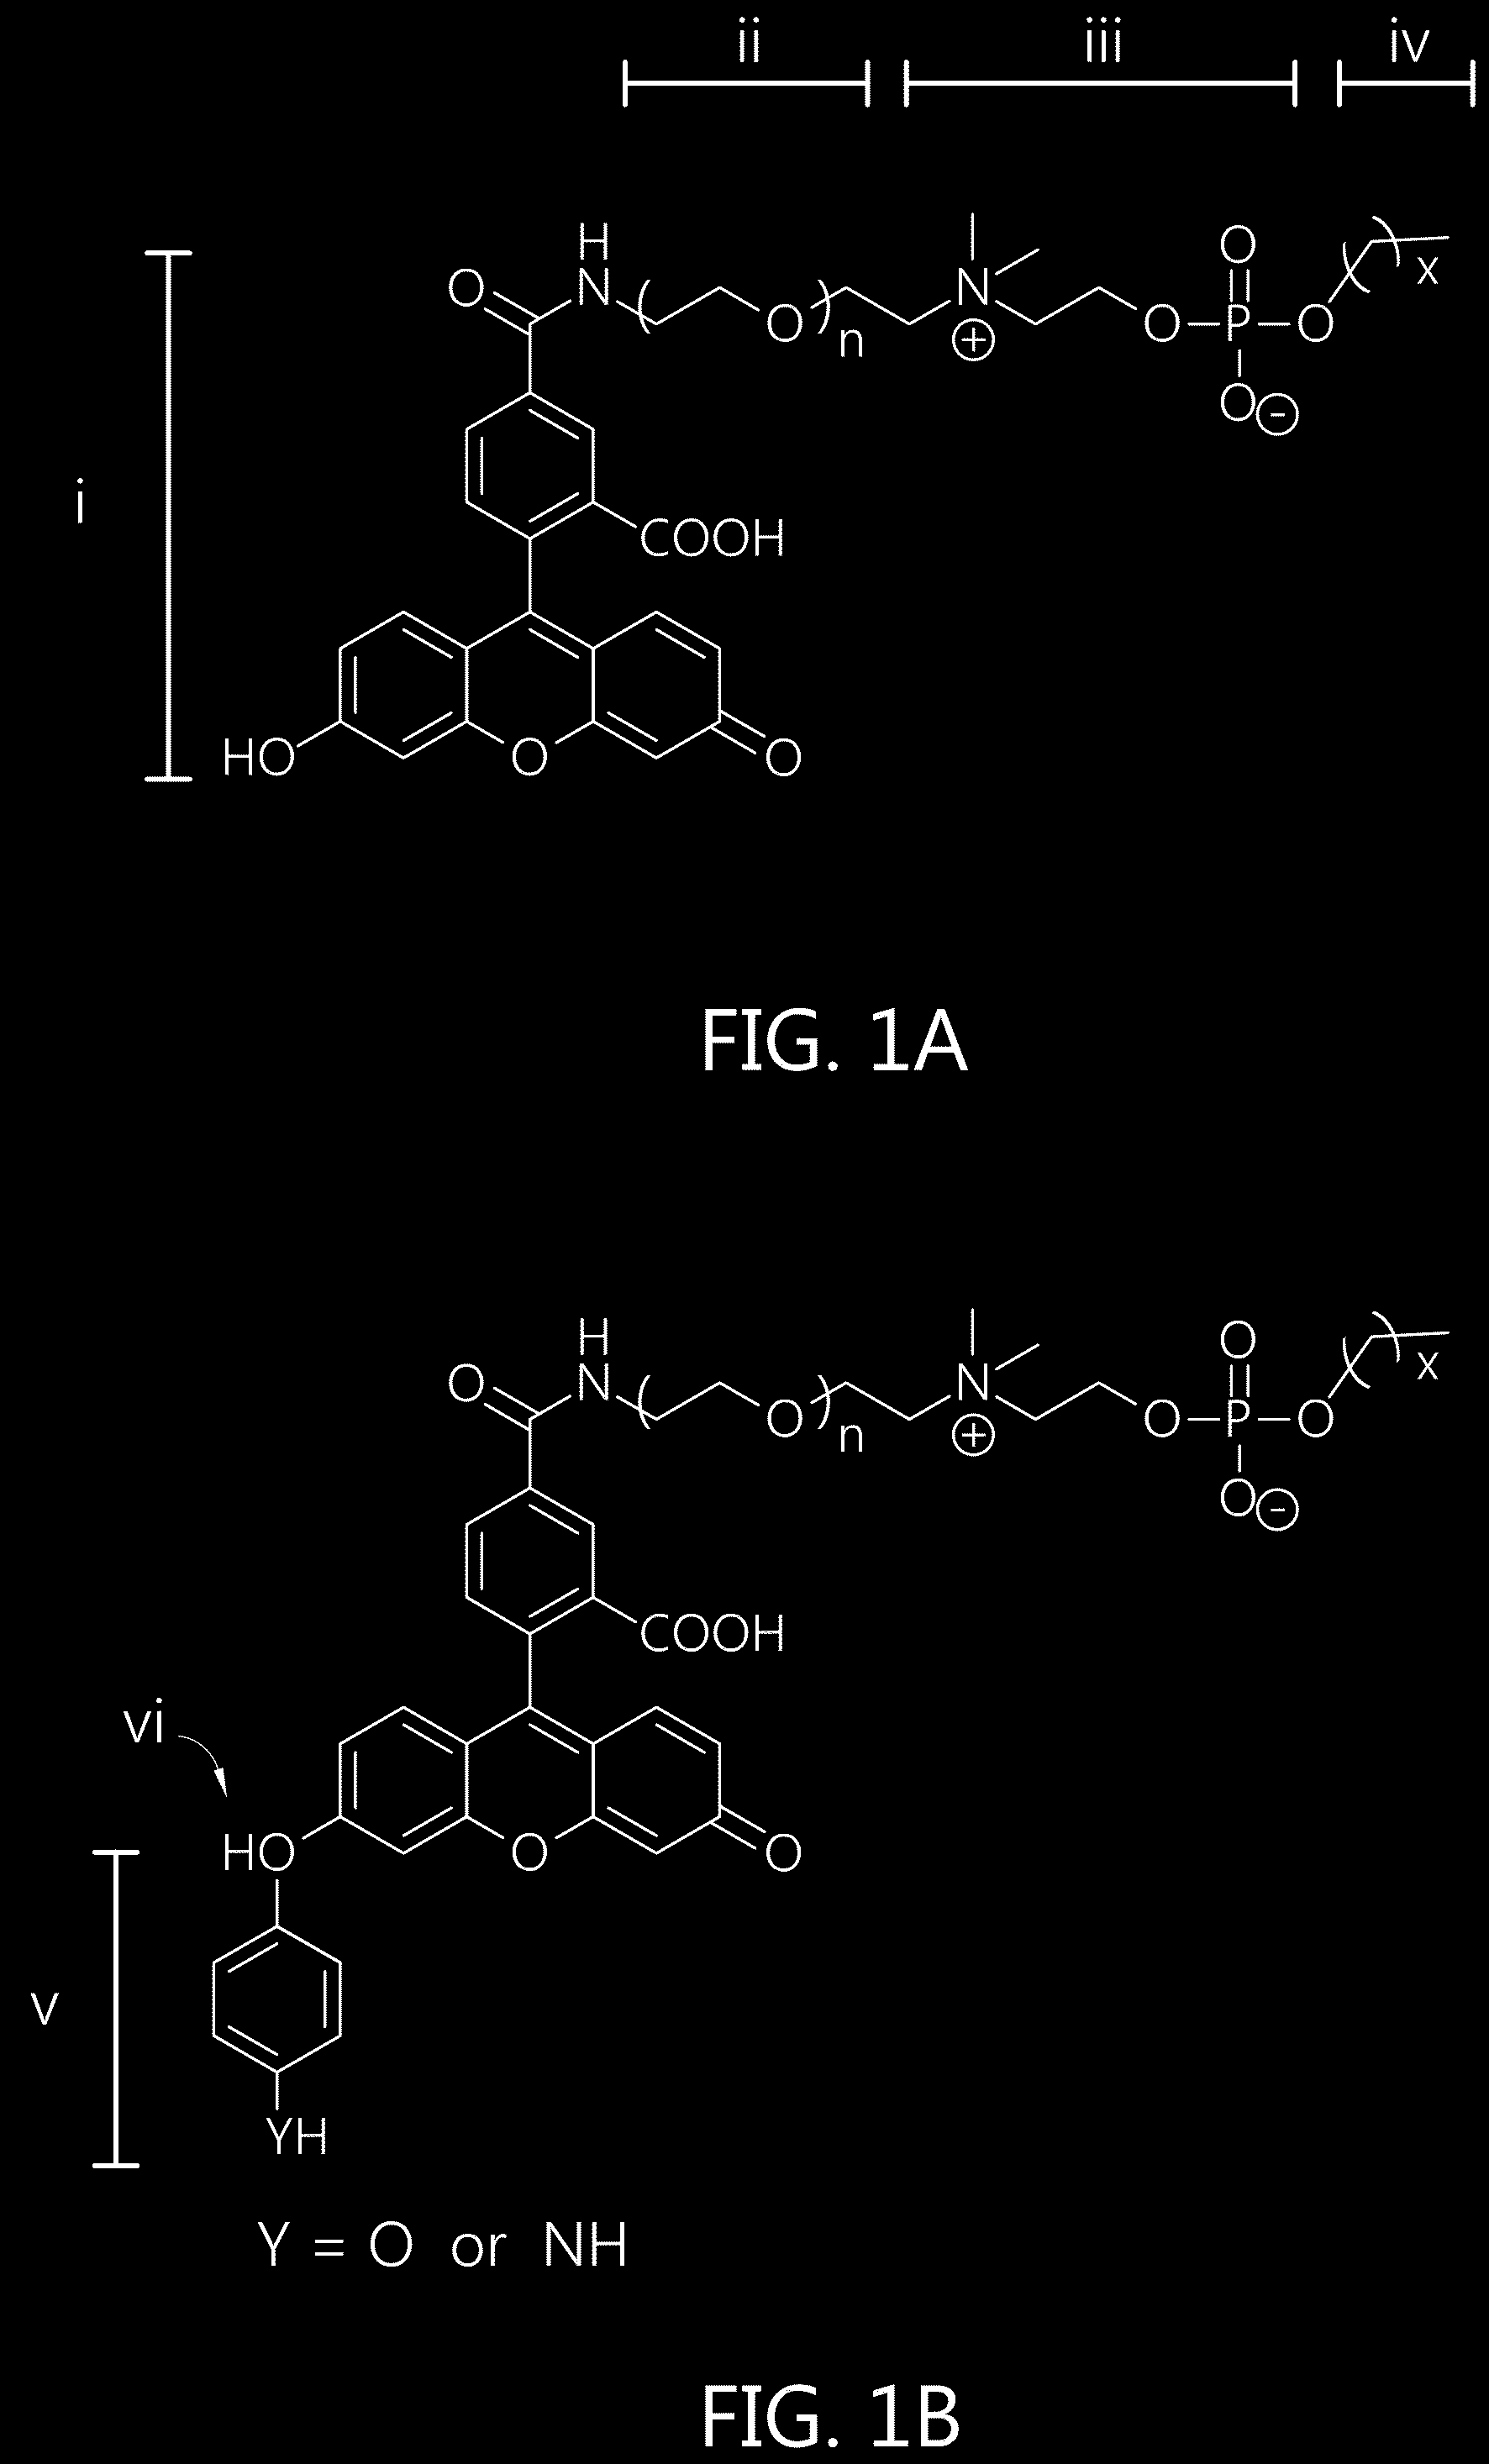 ii iii iv
H
O N O n N ⊕ O P O x
O
O⊖
i
COOH
HO O O
FIG. 1A
H
O N O n N ⊕ O P O x
O
O⊖
COOH
vi
HO O O
v
YH
Y = O or NH
FIG. 1B